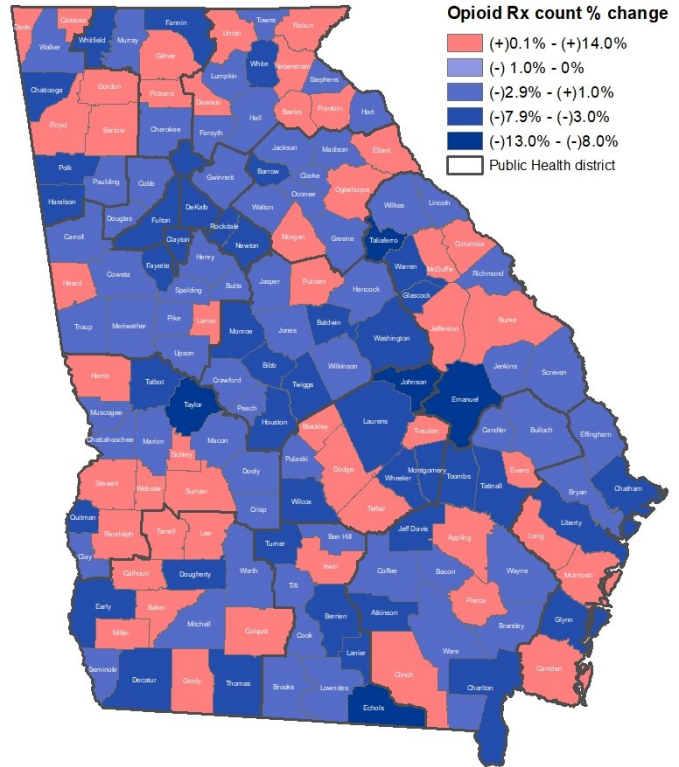 Opioid Rx count % change
(+)0.1% - (+)14.0%
(-) 1.0% - 0%
(-)2.9% - (+)1.0%
(-)7.9% - (-)3.0%
(-)13.0% - (-)8.0%
Public Health district
Dade
Catoosa
Whitfield
Murray
Fannin
Union
Towns
Rabun
Walker
Gilmer
White
Habersham
Lumpkin
Stephens
Chattooga
Gordon
Pickens
Dawson
Banks
Franklin
Hart
Floyd
Bartow
Cherokee
Forsyth
Hall
Jackson
Madison
Elbert
Polk
Paulding
Cobb
Gwinnett
Barrow
Clarke
Oconee
Oglethorpe
Haralson
Douglas
Fulton
DeKalb
Walton
Wilkes
Lincoln
Carroll
Clayton
Rockdale
Newton
Morgan
Greene
Taliaferro
Columbia
McDuffie
Warren
Richmond
Fayette
Henry
Heard
Coweta
Spalding
Butts
Jasper
Putnam
Hancock
Glascock
Troup
Meriwether
Pike
Lamar
Monroe
Jones
Baldwin
Washington
Jefferson
Burke
Upson
Harris
Talbot
Crawford
Bibb
Twiggs
Wilkinson
Johnson
Emanuel
Jenkins
Screven
Muscogee
Taylor
Peach
Houston
Bleckley
Laurens
Treutlen
Candler
Bulloch
Effingham
Chattahoochee
Marion
Macon
Schley
Dooly
Pulaski
Dodge
Wheeler
Montgomery
Toombs
Tattnall
Evans
Bryan
Chatham
Stewart
Webster
Sumter
Crisp
Wilcox
Telfair
Liberty
Quitman
Randolph
Terrell
Lee
Turner
Ben Hill
Jeff Davis
Appling
Long
Clay
Calhoun
Dougherty
Worth
Tift
Irwin
Coffee
Bacon
Wayne
McIntosh
Early
Baker
Mitchell
Colquitt
Cook
Berrien
Atkinson
Pierce
Brantley
Glynn
Miller
Lanier
Ware
Seminole
Decatur
Grady
Thomas
Brooks
Lowndes
Echols
Clinch
Charlton
Camden